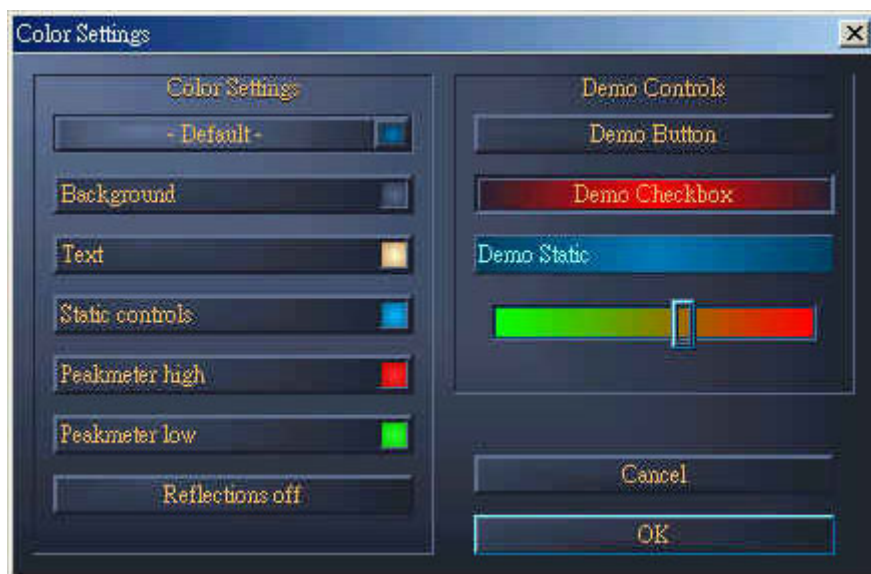 Color Settings
Color Settings
- Default -
Background
Text
Static controls
Peakmeter high
Peakmeter low
Reflections off
Demo Controls
Demo Button
Demo Checkbox
Demo Static
Cancel
OK